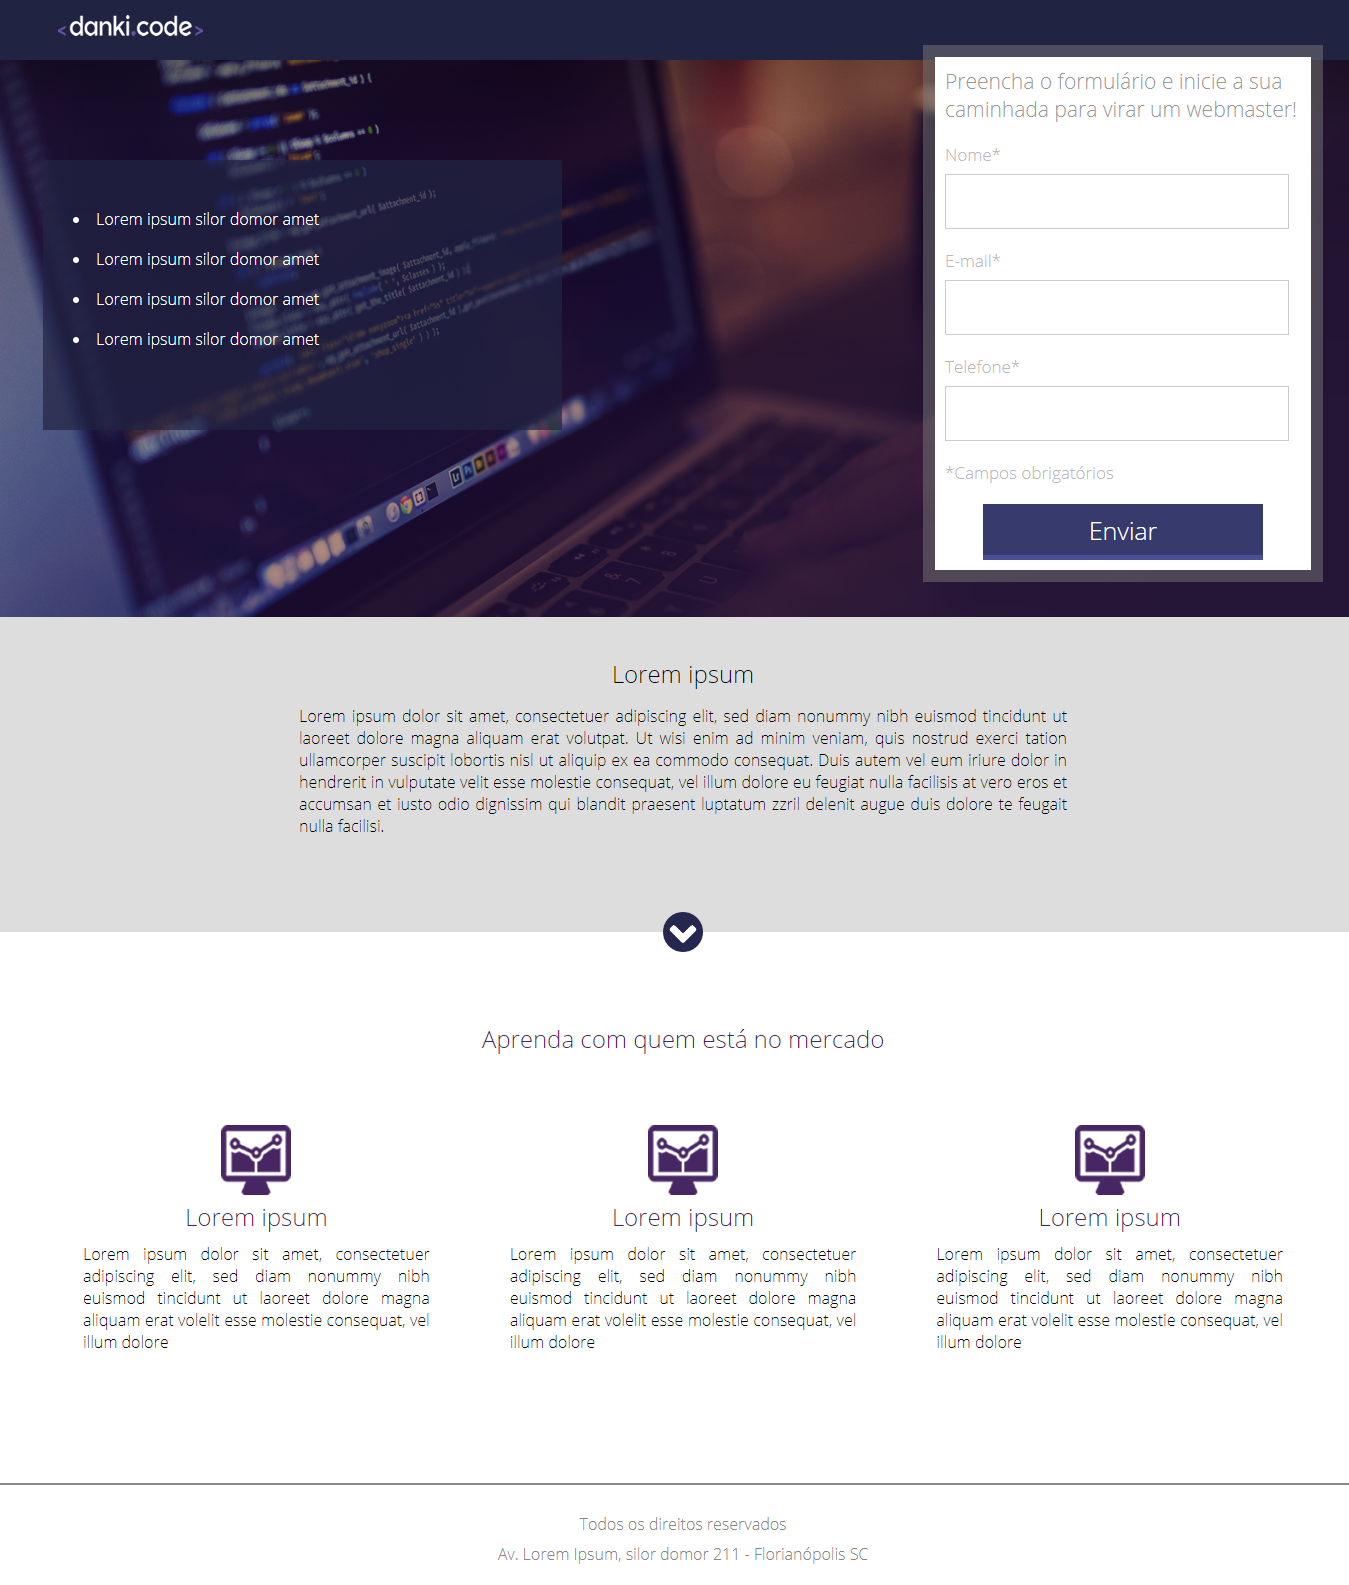 <danki.code>
Preencha o formulário e inicie a sua
caminhada para virar um webmaster!
Nome*
E-mail*
Telefone*
*Campos obrigatórios
Enviar
Lorem ipsum silor domor amet
Lorem ipsum silor domor amet
Lorem ipsum silor domor amet
Lorem ipsum silor domor amet
Lorem ipsum
Lorem ipsum dolor sit amet, consectetuer adipiscing elit, sed diam nonummy nibh euismod tincidunt ut
laoreet dolore magna aliquam erat volutpat. Ut wisi enim ad minim veniam, quis nostrud exerci tation
ullamcorper suscipit lobortis nisl ut aliquip ex ea commodo consequat. Duis autem vel eum iriure dolor in
hendrerit in vulputate velit esse molestie consequat, vel illum dolore eu feugiat nulla facilisis at vero eros et
accumsan et iusto odio dignissim qui blandit praesent luptatum zzril delenit augue duis dolore te feugait
nulla facilisi.
Aprenda com quem está no mercado
Lorem ipsum
Lorem ipsum dolor sit amet, consectetuer
adipiscing elit, sed diam nonummy nibh
euismod tincidunt ut laoreet dolore magna
aliquam erat volelit esse molestie consequat, vel
illum dolore
Lorem ipsum
Lorem ipsum dolor sit amet, consectetuer
adipiscing elit, sed diam nonummy nibh
euismod tincidunt ut laoreet dolore magna
aliquam erat volelit esse molestie consequat, vel
illum dolore
Lorem ipsum
Lorem ipsum dolor sit amet, consectetuer
adipiscing elit, sed diam nonummy nibh
euismod tincidunt ut laoreet dolore magna
aliquam erat volelit esse molestie consequat, vel
illum dolore
Todos os direitos reservados
Av. Lorem Ipsum, silor domor 211 - Florianópolis SC